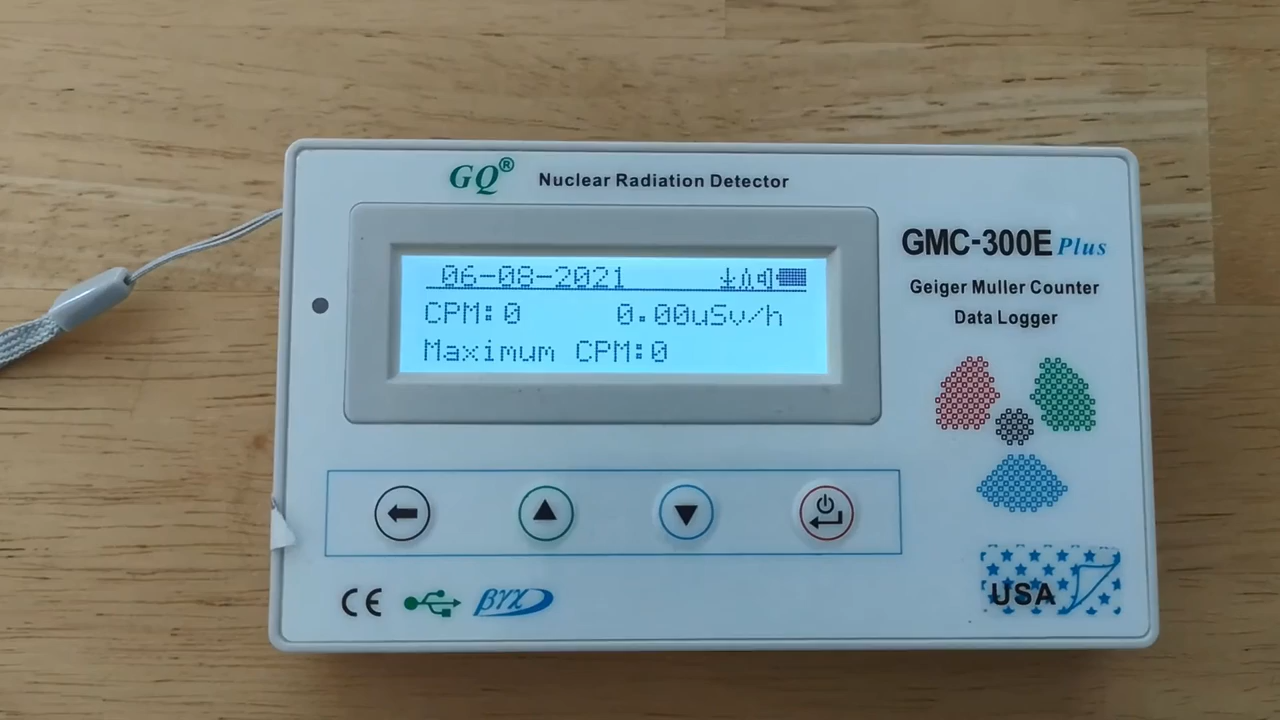 GQ® Nuclear Radiation Detector
06-08-2021
CPM:0 0.00uSv/h
Maximum CPM:0
GMC-300E Plus
Geiger Muller Counter
Data Logger
CE
βγχ
USA